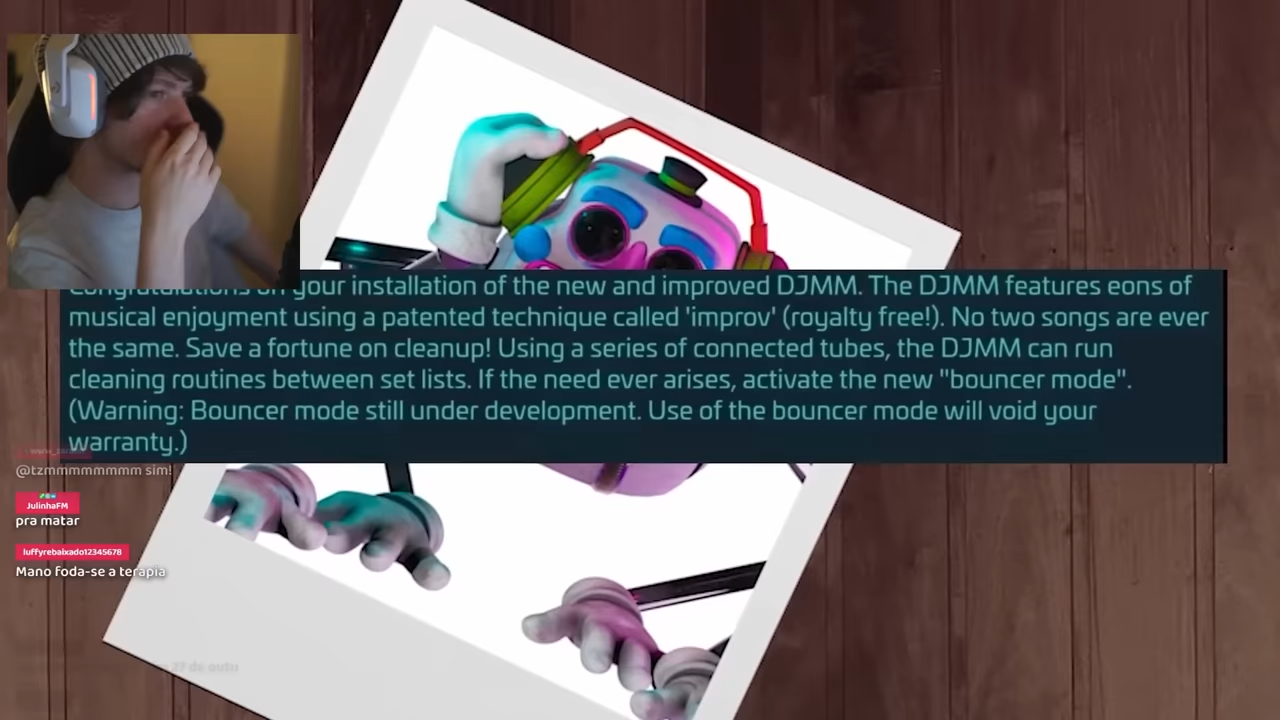 Congratulations on your installation of the new and improved DJMM. The DJMM features eons of
musical enjoyment using a patented technique called 'improv' (royalty free!). No two songs are ever
the same. Save a fortune on cleanup! Using a series of connected tubes, the DJMM can run
cleaning routines between set lists. If the need ever arises, activate the new "bouncer mode".
(Warning: Bouncer mode still under development. Use of the bouncer mode will void your
warranty.)
@tzmmmmmmmm sim!
JulinhaFM
pra matar
luffyrebaixado12345678
Mano foda-se a terapia